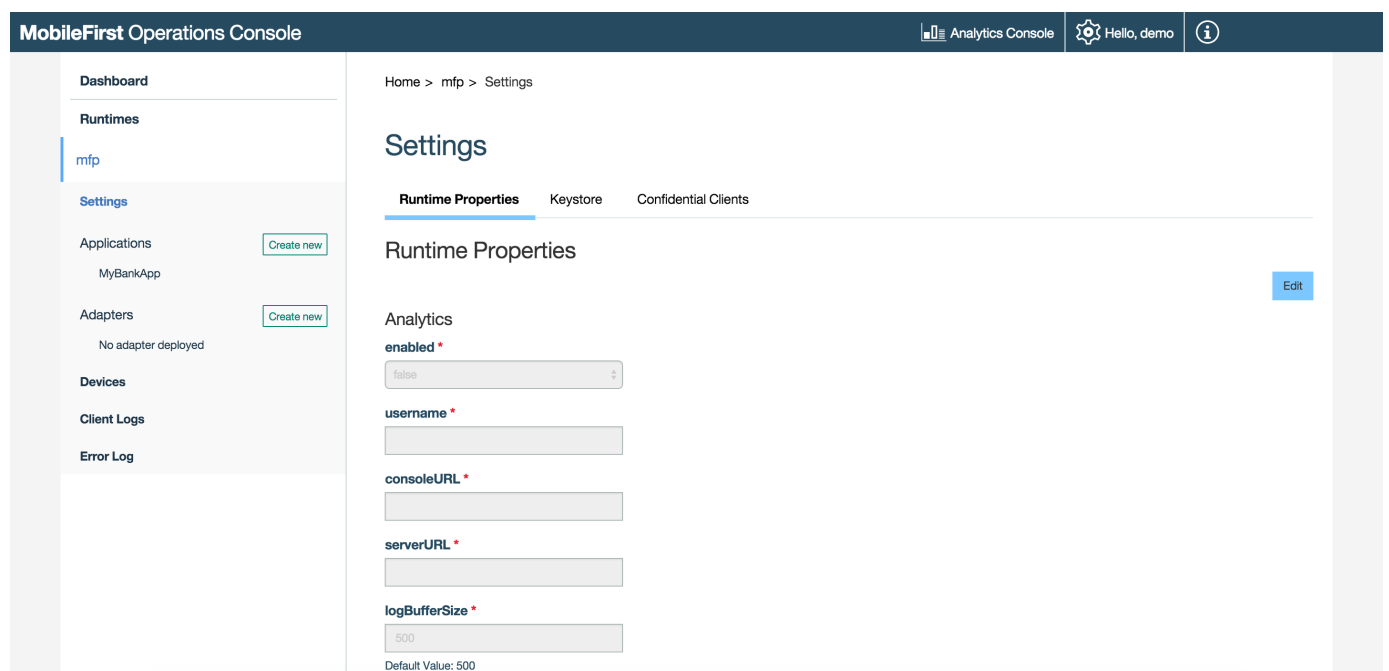 MobileFirst Operations Console
Analytics Console
Hello, demo
Dashboard
Runtimes
mfp
Settings
Applications
Create new
MyBankApp
Adapters
Create new
No adapter deployed
Devices
Client Logs
Error Log
Home > mfp > Settings
Settings
Runtime Properties Keystore Confidential Clients
Runtime Properties
Edit
Analytics
enabled *
false
username *
consoleURL *
serverURL *
logBufferSize *
500
Default Value: 500